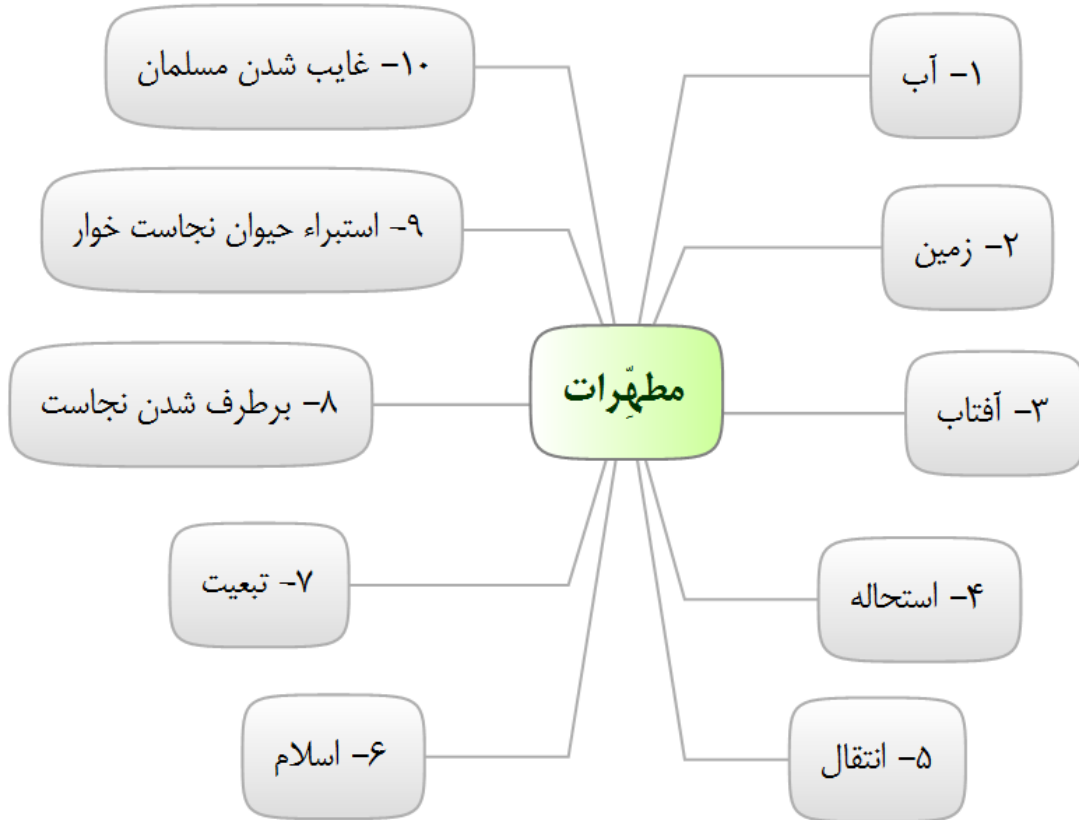 مطهِّرات
۱- آب
۲- زمین
۳- آفتاب
۴- استحاله
۵- انتقال
۶- اسلام
۷- تبعیت
۸- برطرف شدن نجاست
۹- استبراء حیوان نجاست خوار
۱۰- غایب شدن مسلمان